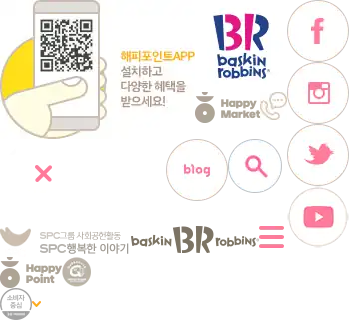 해피포인트APP
설치하고
다양한 혜택을
받으세요!
BR
baskin
robbins
Happy
Market
blog
SPC그룹 사회공헌활동
SPC행복한 이야기
baskin BR robbins
Happy
Point
소비자
중심